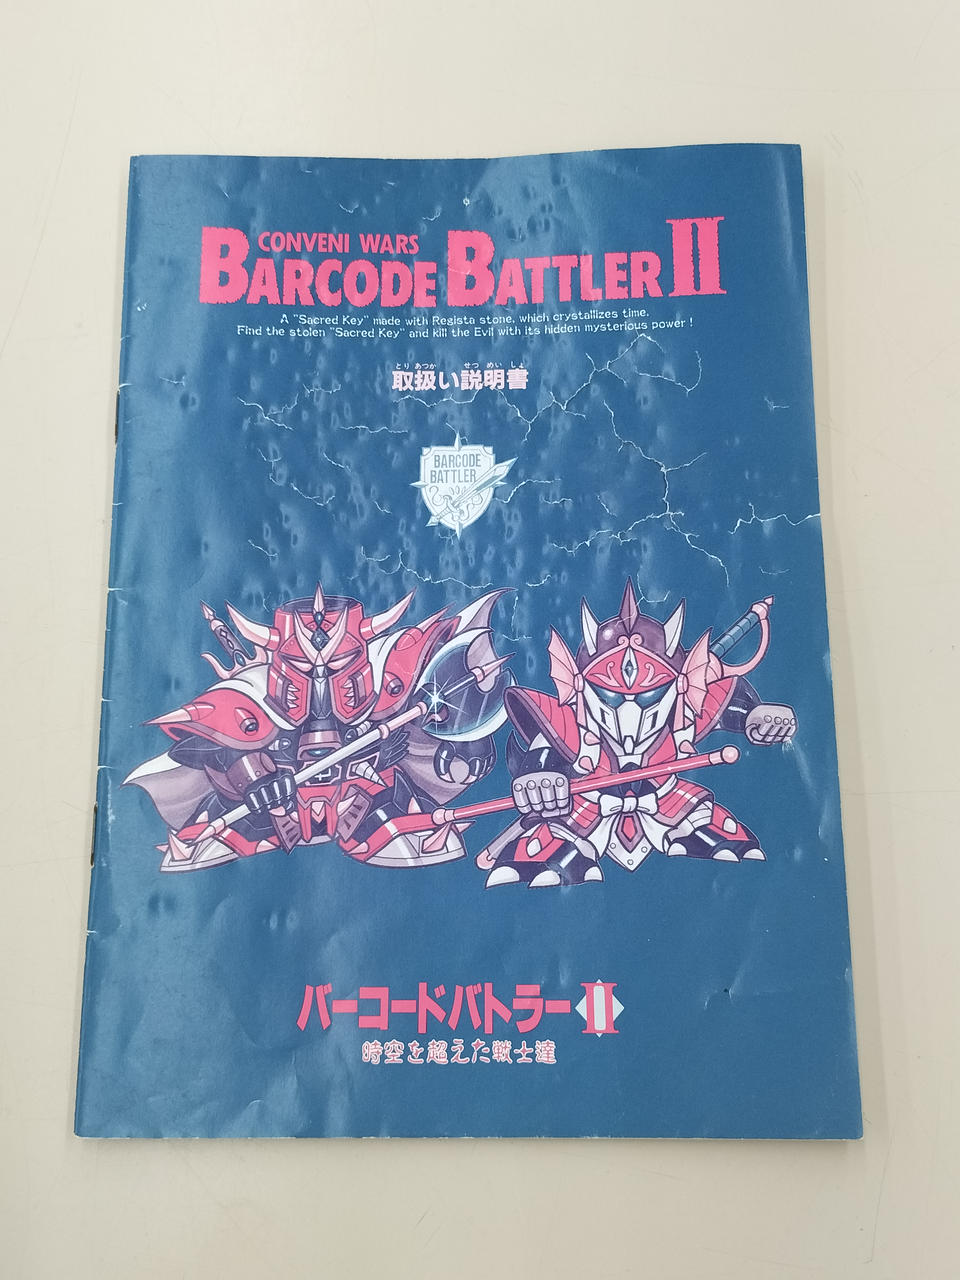 CONVENI WARS
BARCODE BATTLER II
A "Sacred Key" made with Regista stone, which crystallizes time.
Find the stolen "Sacred Key" and kill the Evil with its hidden mysterious power !
とり あつか せつ めい しょ
取扱い説明書
BARCODE
BATTLER
バーコードバトラーII
時空を超えた戦士達